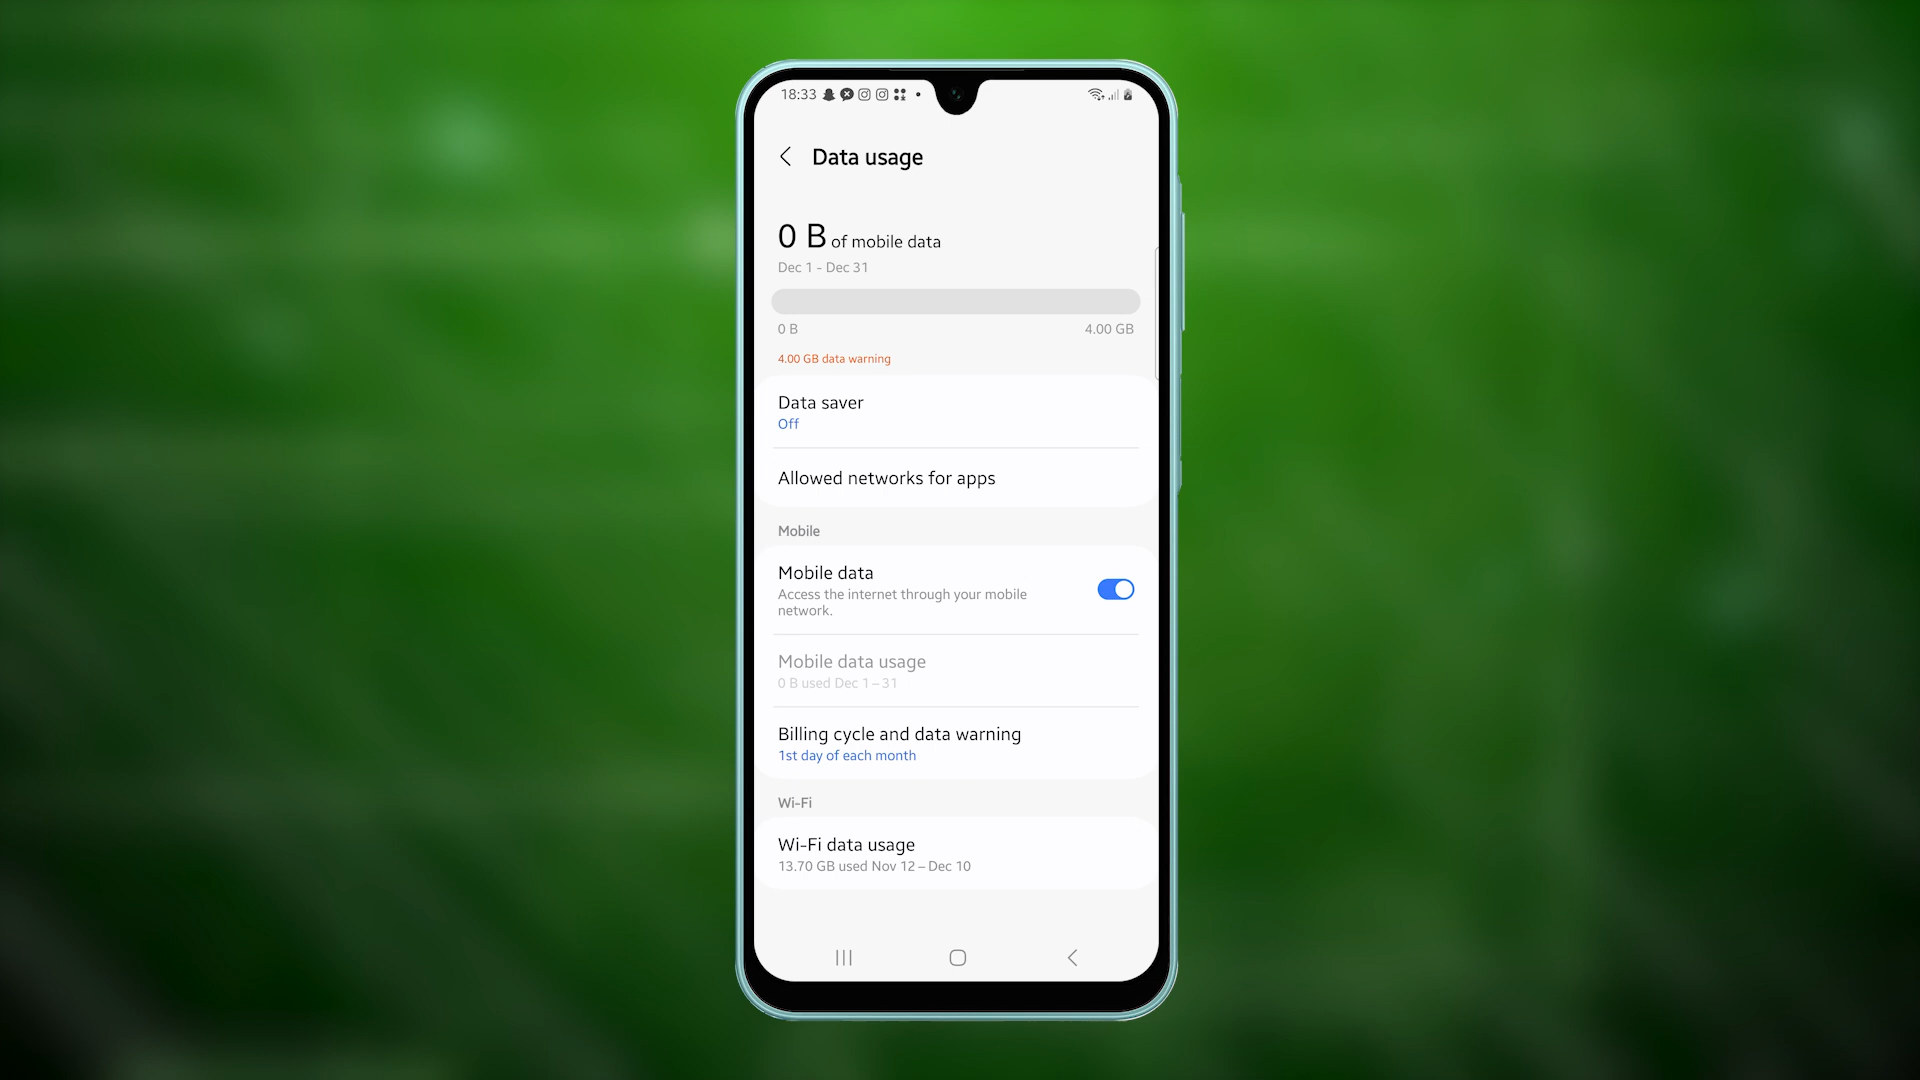 18:33
Data usage
0 B of mobile data
Dec 1 - Dec 31
0 B 4.00 GB
4.00 GB data warning
Data saver
Off
Allowed networks for apps
Mobile
Mobile data
Access the internet through your mobile
network.
Mobile data usage
0 B used Dec 1 – 31
Billing cycle and data warning
1st day of each month
Wi-Fi
Wi-Fi data usage
13.70 GB used Nov 12 – Dec 10